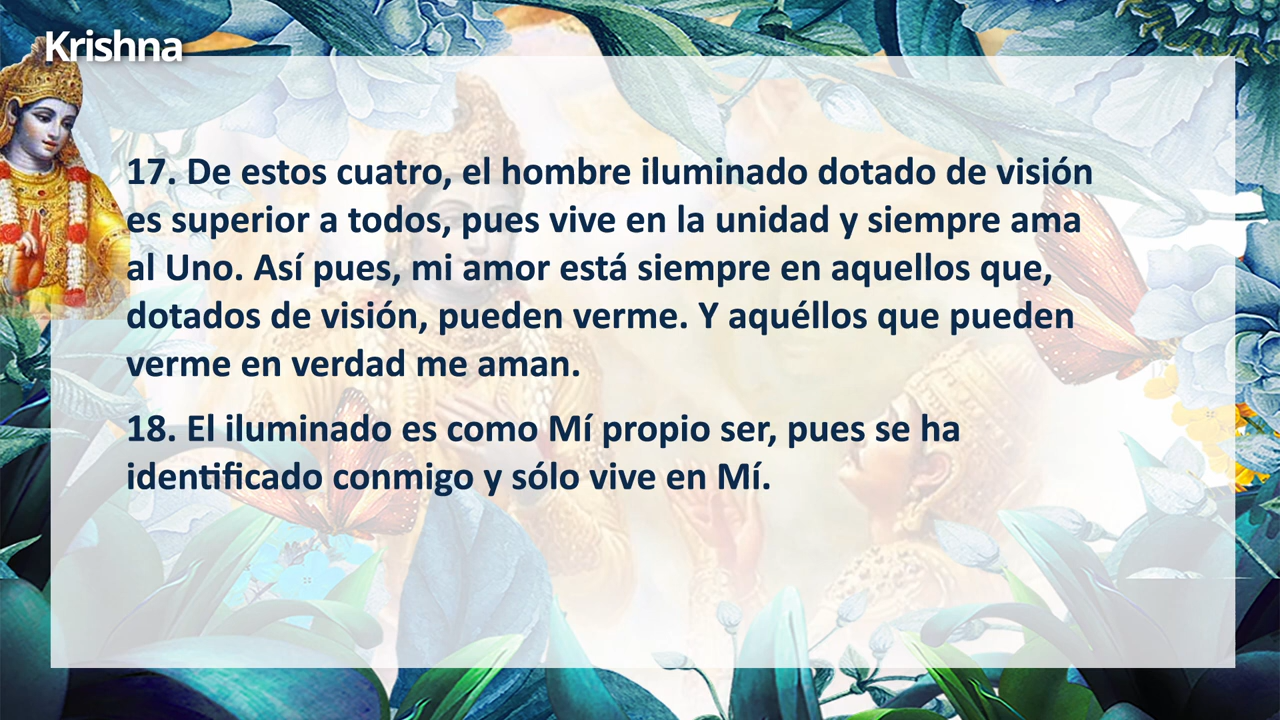 Krishna
17. De estos cuatro, el hombre iluminado dotado de visión
es superior a todos, pues vive en la unidad y siempre ama
al Uno. Así pues, mi amor está siempre en aquellos que,
dotados de visión, pueden verme. Y aquéllos que pueden
verme en verdad me aman.
18. El iluminado es como Mí propio ser, pues se ha
identificado conmigo y sólo vive en Mí.